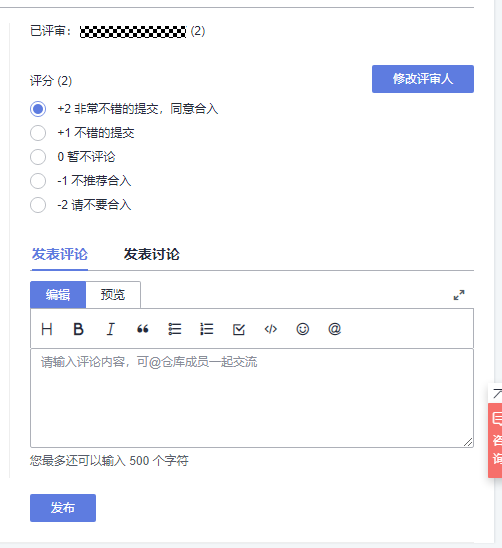 已评审: (2)
评分 (2)
修改评审人
+2 非常不错的提交，同意合入
+1 不错的提交
0 暂不评论
-1 不推荐合入
-2 请不要合入
发表评论 发表讨论
编辑 预览
请输入评论内容，可@仓库成员一起交流
您最多还可以输入 500 个字符
咨询
发布